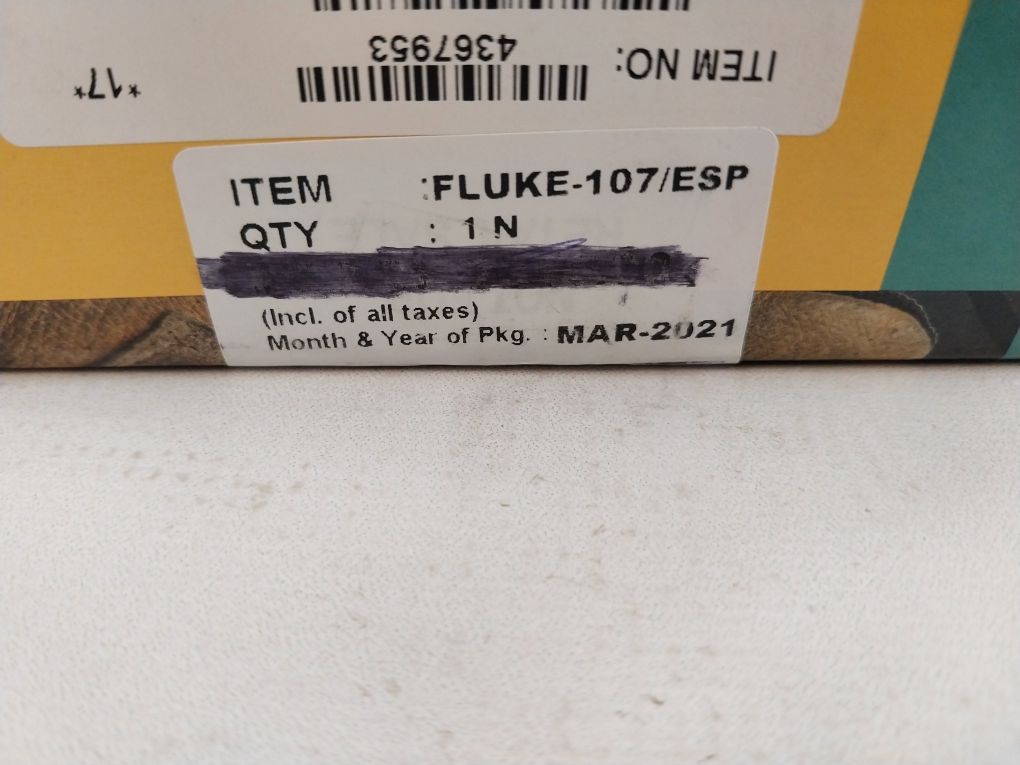 ITEM NO:
4367953
*17*
ITEM :FLUKE-107/ESP
QTY : 1 N
(Incl. of all taxes)
Month & Year of Pkg. : MAR-2021